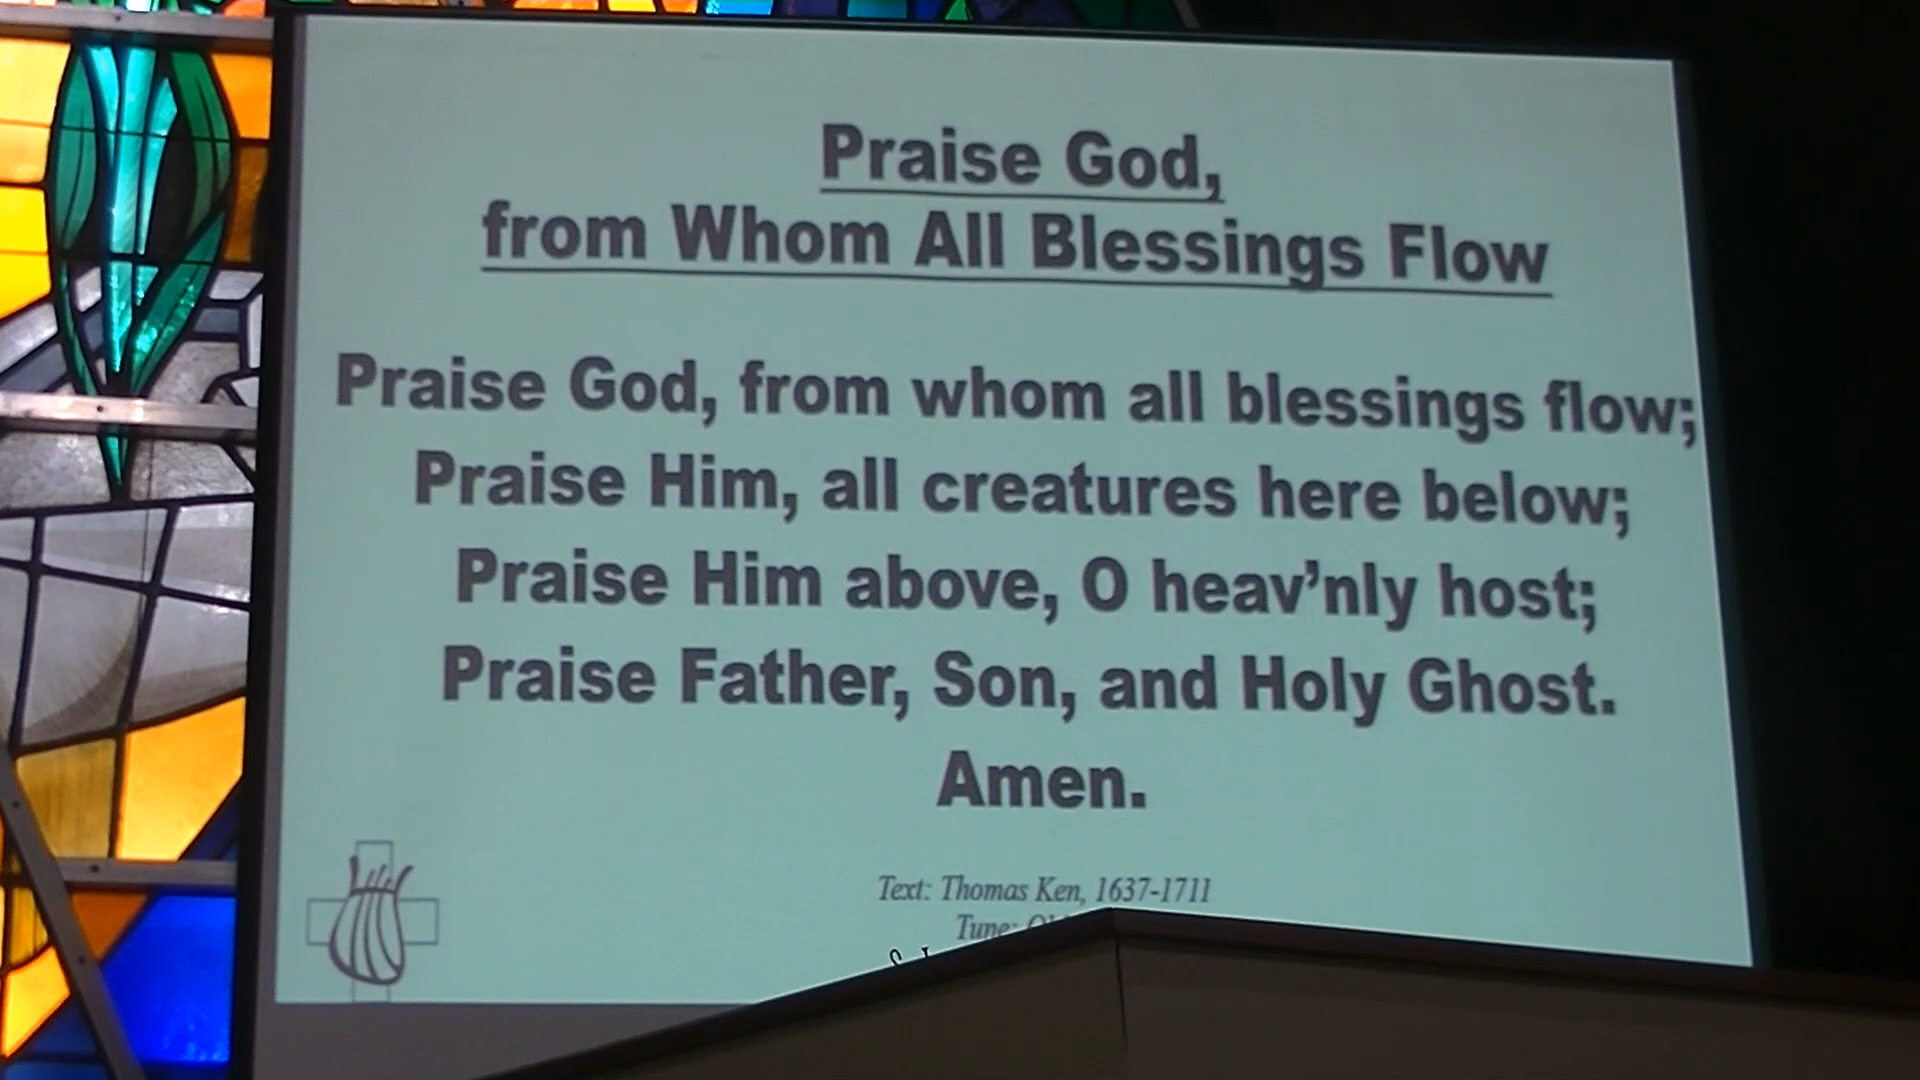 Praise God,
from Whom All Blessings Flow
Praise God, from whom all blessings flow;
Praise Him, all creatures here below;
Praise Him above, O heav’nly host;
Praise Father, Son, and Holy Ghost.
Amen.
Text: Thomas Ken, 1637-1711
Tune: